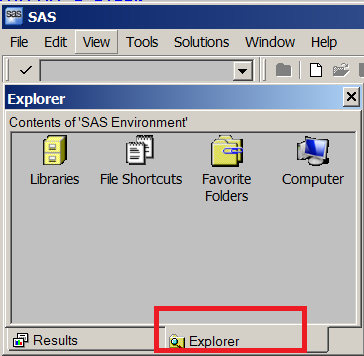 sas SAS
File Edit View Tools Solutions Window Help
Explorer
Contents of 'SAS Environment'
Libraries File Shortcuts Favorite Folders Computer
Results Explorer